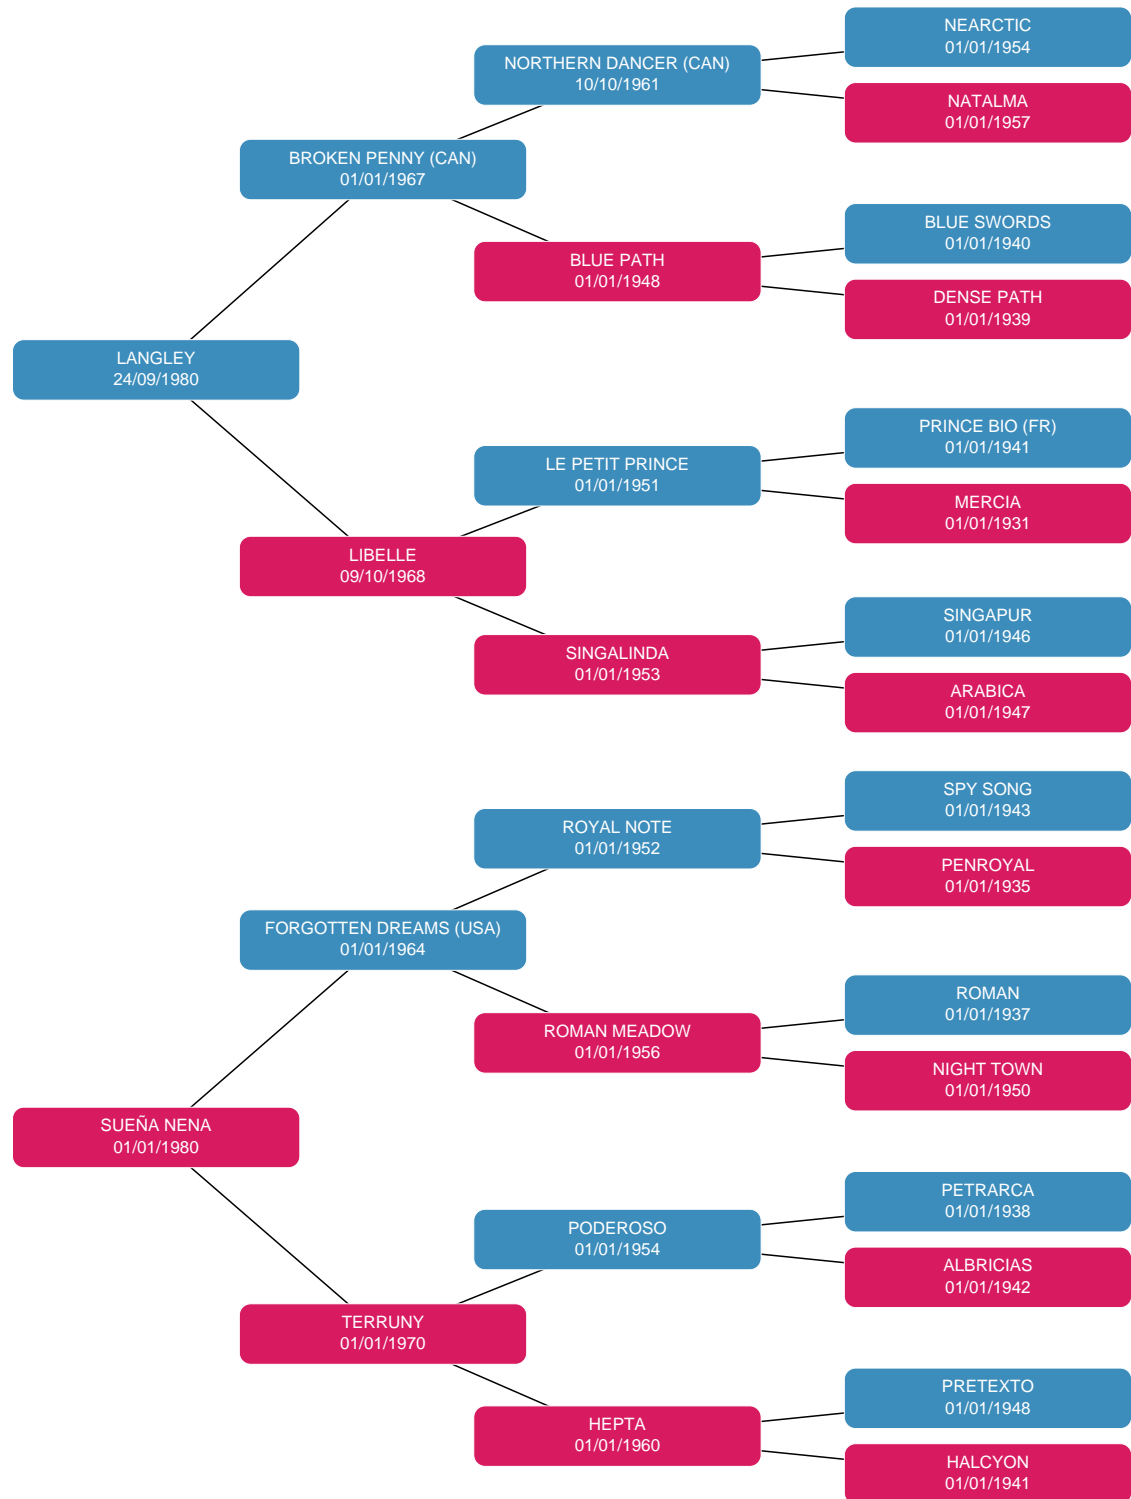 NEARCTIC
01/01/1954
NORTHERN DANCER (CAN)
10/10/1961
NATALMA
01/01/1957
BROKEN PENNY (CAN)
01/01/1967
BLUE SWORDS
01/01/1940
BLUE PATH
01/01/1948
DENSE PATH
01/01/1939
LANGLEY
24/09/1980
PRINCE BIO (FR)
01/01/1941
LE PETIT PRINCE
01/01/1951
MERCIA
01/01/1931
LIBELLE
09/10/1968
SINGAPUR
01/01/1946
SINGALINDA
01/01/1953
ARABICA
01/01/1947
SPY SONG
01/01/1943
ROYAL NOTE
01/01/1952
PENROYAL
01/01/1935
FORGOTTEN DREAMS (USA)
01/01/1964
ROMAN
01/01/1937
ROMAN MEADOW
01/01/1956
NIGHT TOWN
01/01/1950
SUEÑA NENA
01/01/1980
PETRARCA
01/01/1938
PODEROSO
01/01/1954
ALBRICIAS
01/01/1942
TERRUNY
01/01/1970
PRETEXTO
01/01/1948
HEPTA
01/01/1960
HALCYON
01/01/1941